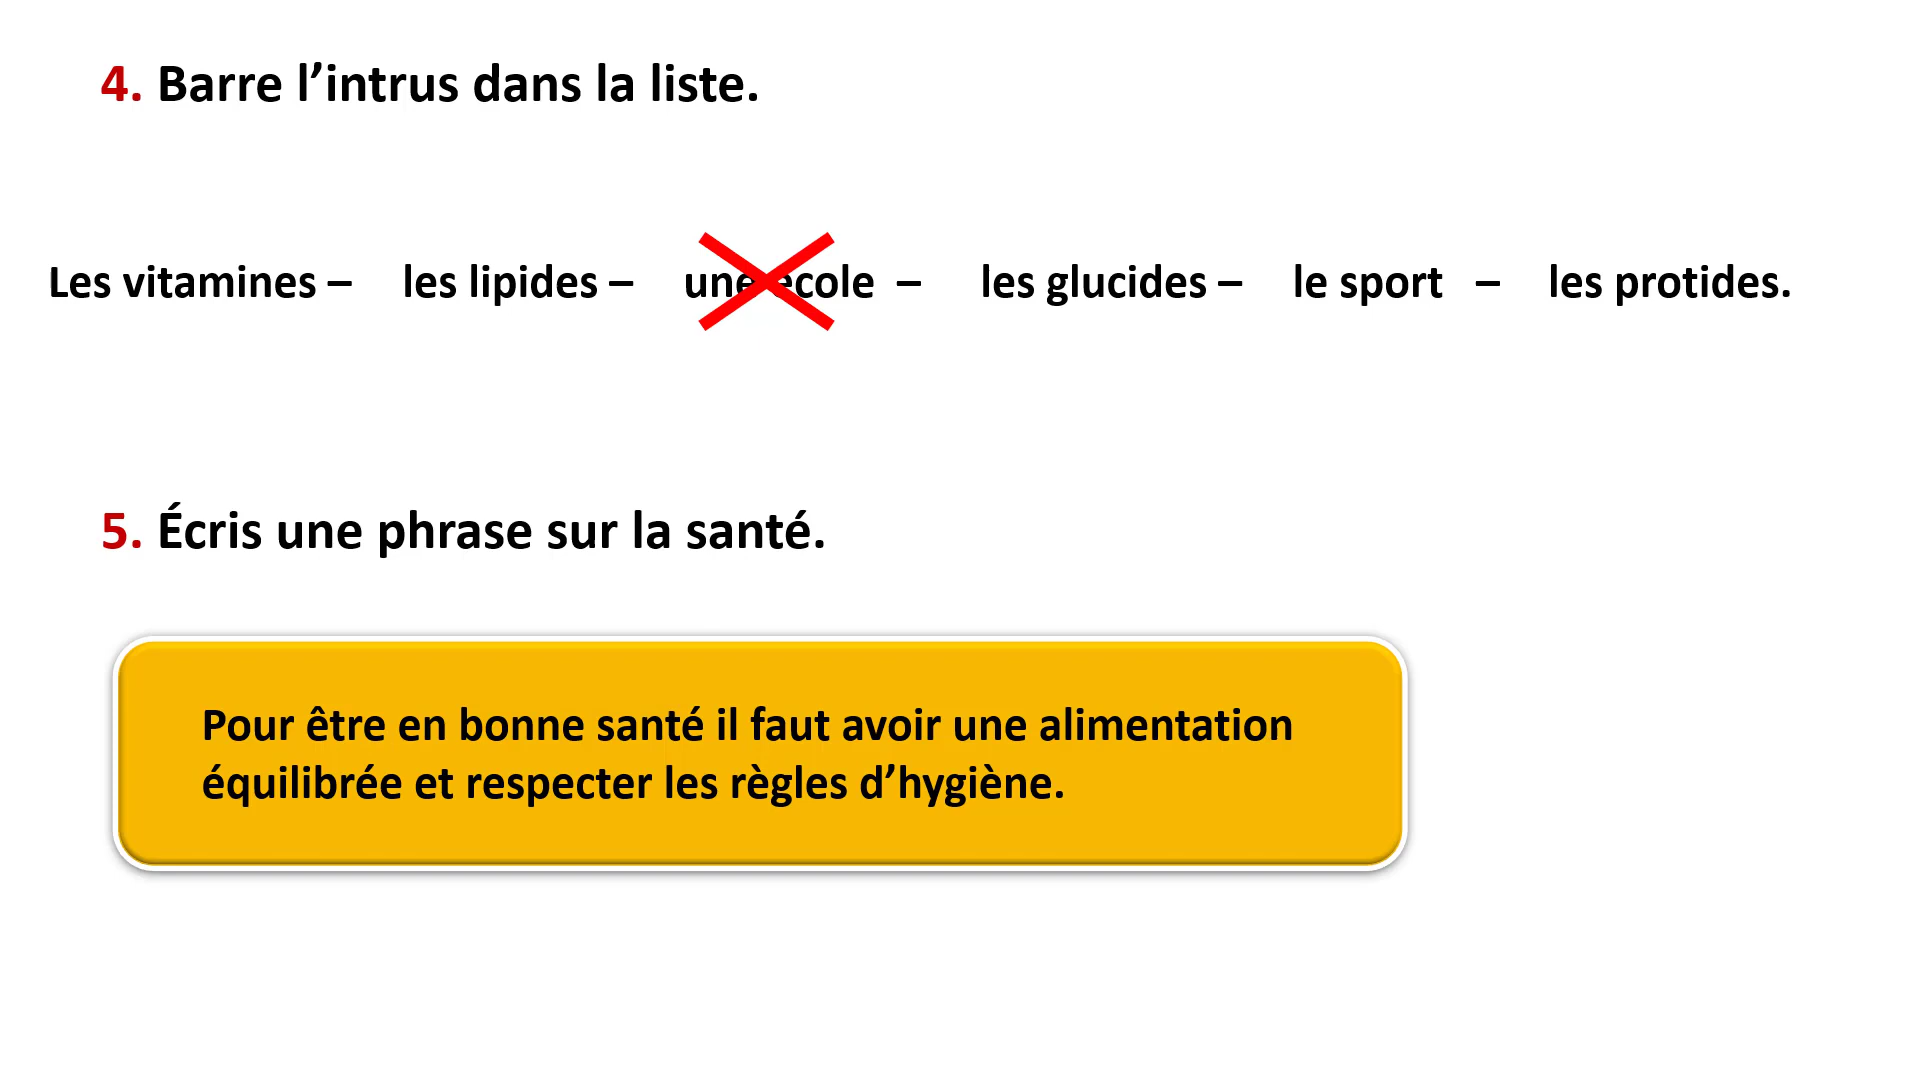 4. Barre l’intrus dans la liste.
Les vitamines – les lipides – une école – les glucides – le sport – les protides.
5. Écris une phrase sur la santé.
Pour être en bonne santé il faut avoir une alimentation
équilibrée et respecter les règles d’hygiène.